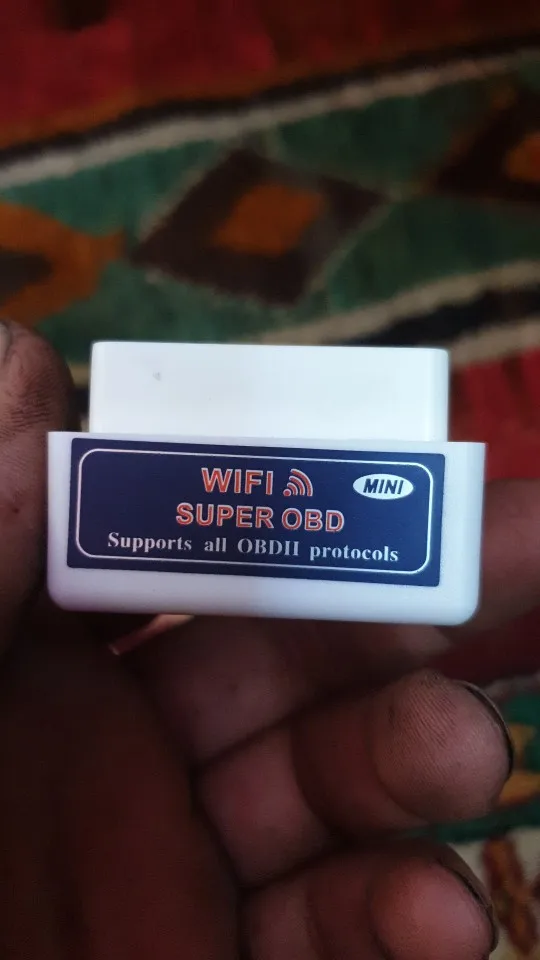 WIFI
MINI
SUPER OBD
Supports all OBDII protocols